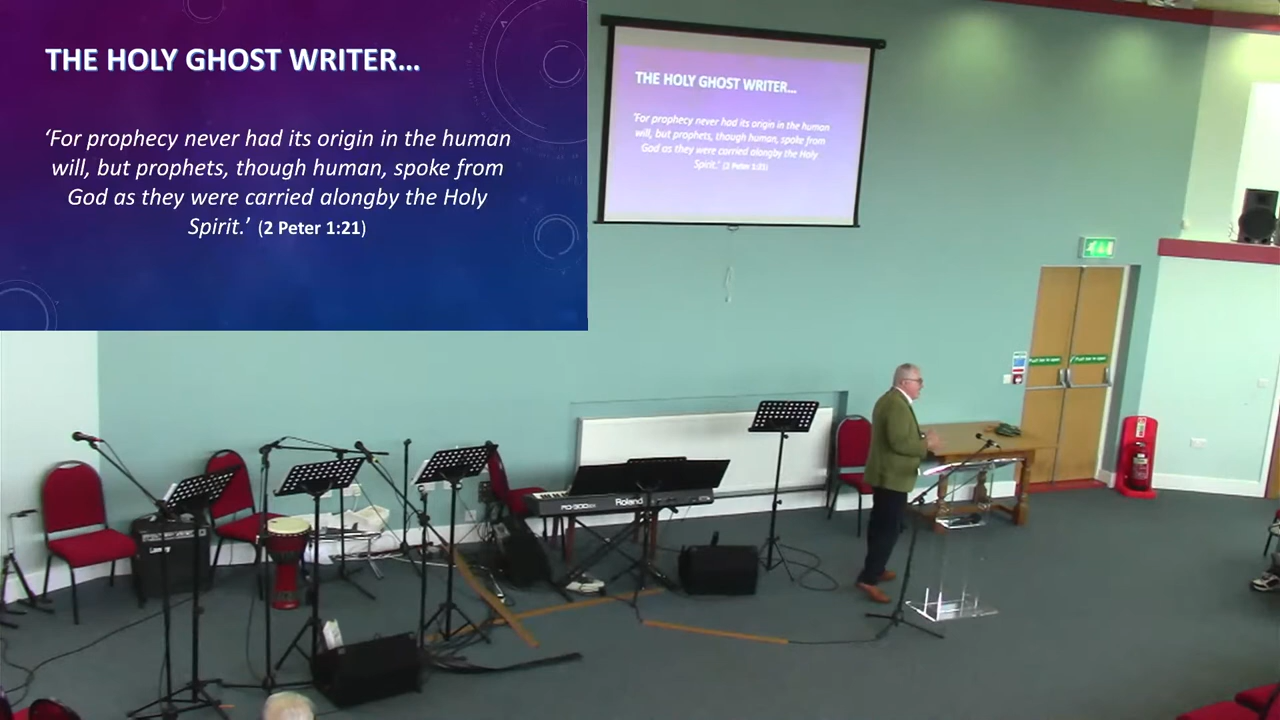 THE HOLY GHOST WRITER...
‘For prophecy never had its origin in the human
will, but prophets, though human, spoke from
God as they were carried alongby the Holy
Spirit.’ (2 Peter 1:21)
THE HOLY GHOST WRITER...
‘For prophecy never had its origin in the human
will, but prophets, though human, spoke from
God as they were carried alongby the Holy
Spirit.’ (2 Peter 1:21)
Roland
Laney